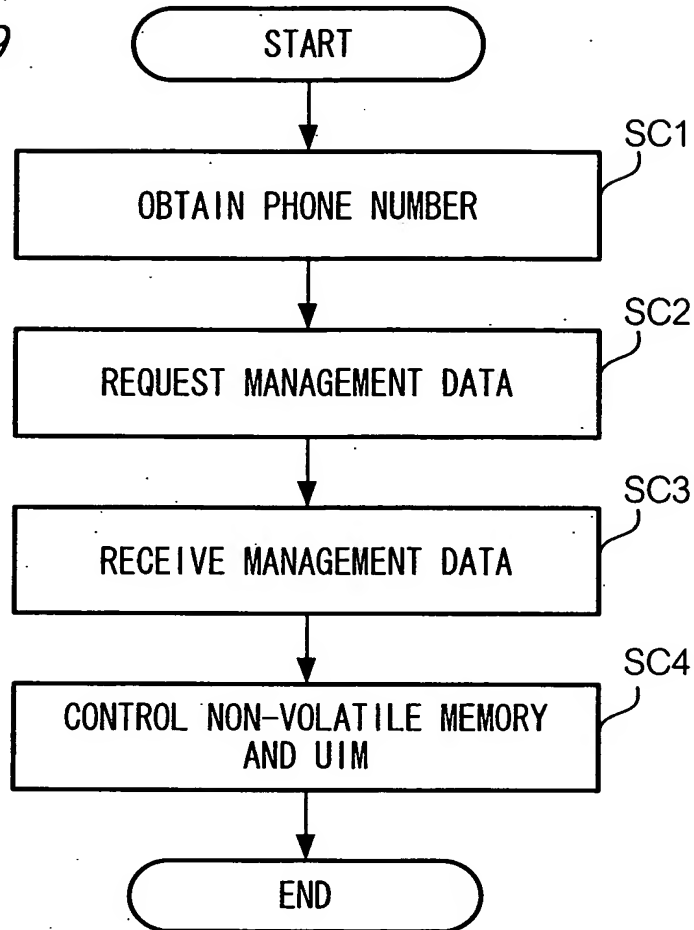 9
START
SC1
OBTAIN PHONE NUMBER
SC2
REQUEST MANAGEMENT DATA
SC3
RECEIVE MANAGEMENT DATA
SC4
CONTROL NON-VOLATILE MEMORY
AND UIM
END